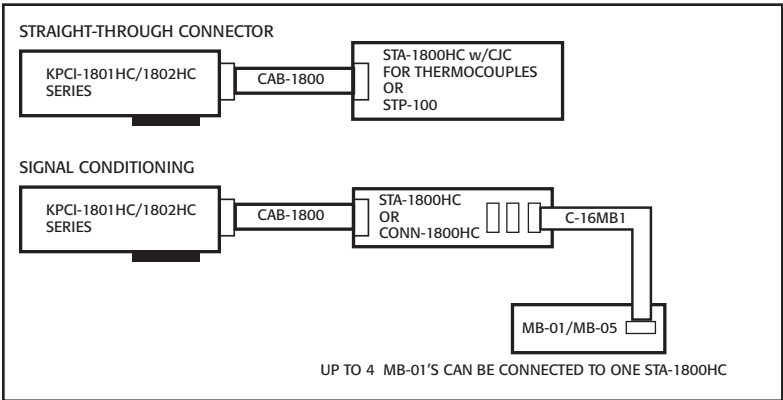 STRAIGHT-THROUGH CONNECTOR
KPCI-1801HC/1802HC
SERIES
CAB-1800
STA-1800HC w/CJC
FOR THERMOCOUPLES
OR
STP-100
SIGNAL CONDITIONING
KPCI-1801HC/1802HC
SERIES
CAB-1800
STA-1800HC
OR
CONN-1800HC
C-16MB1
MB-01/MB-05
UP TO 4 MB-01'S CAN BE CONNECTED TO ONE STA-1800HC